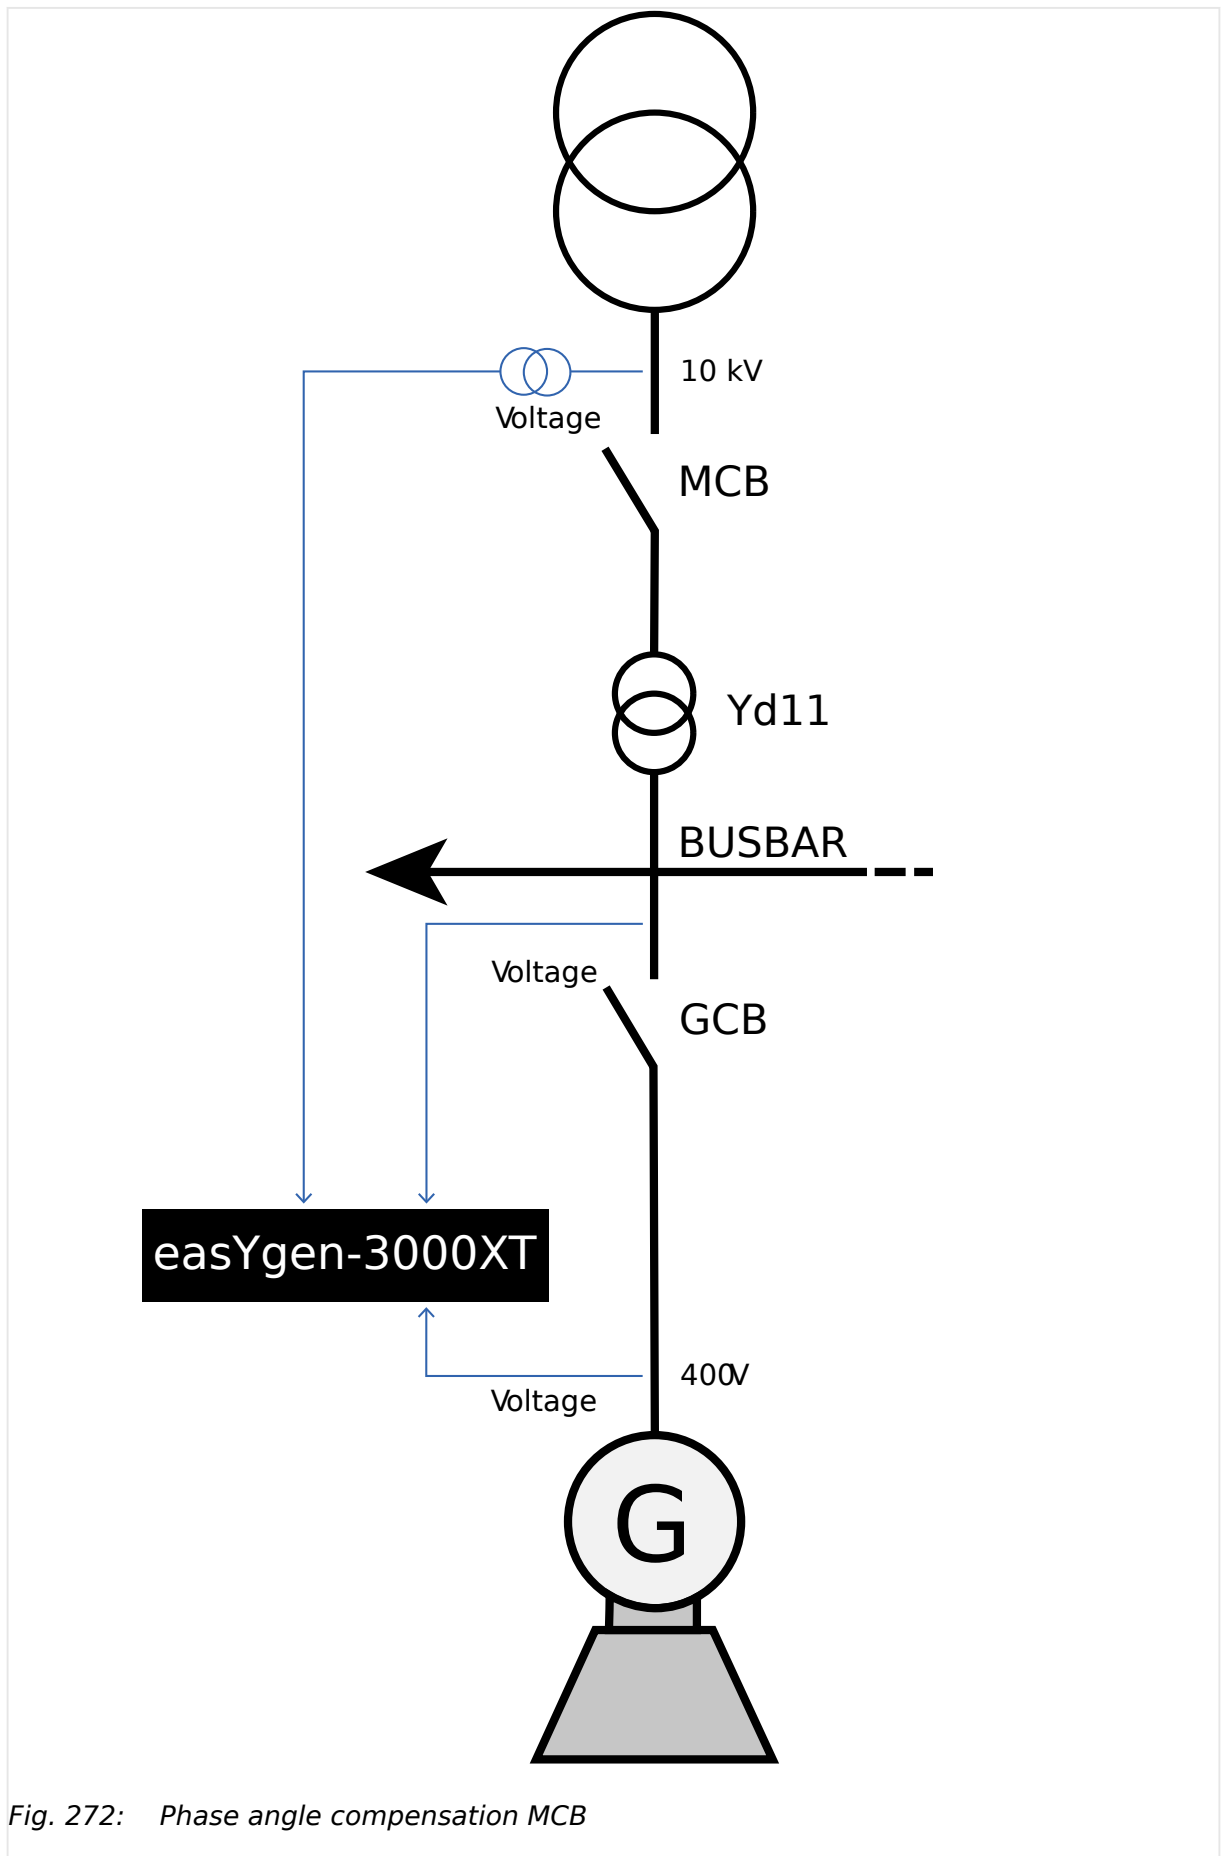 10 kV
Voltage
MCB
Yd11
BUSBAR
Voltage
GCB
easYgen-3000XT
400V
Voltage
G
Fig. 272: Phase angle compensation MCB